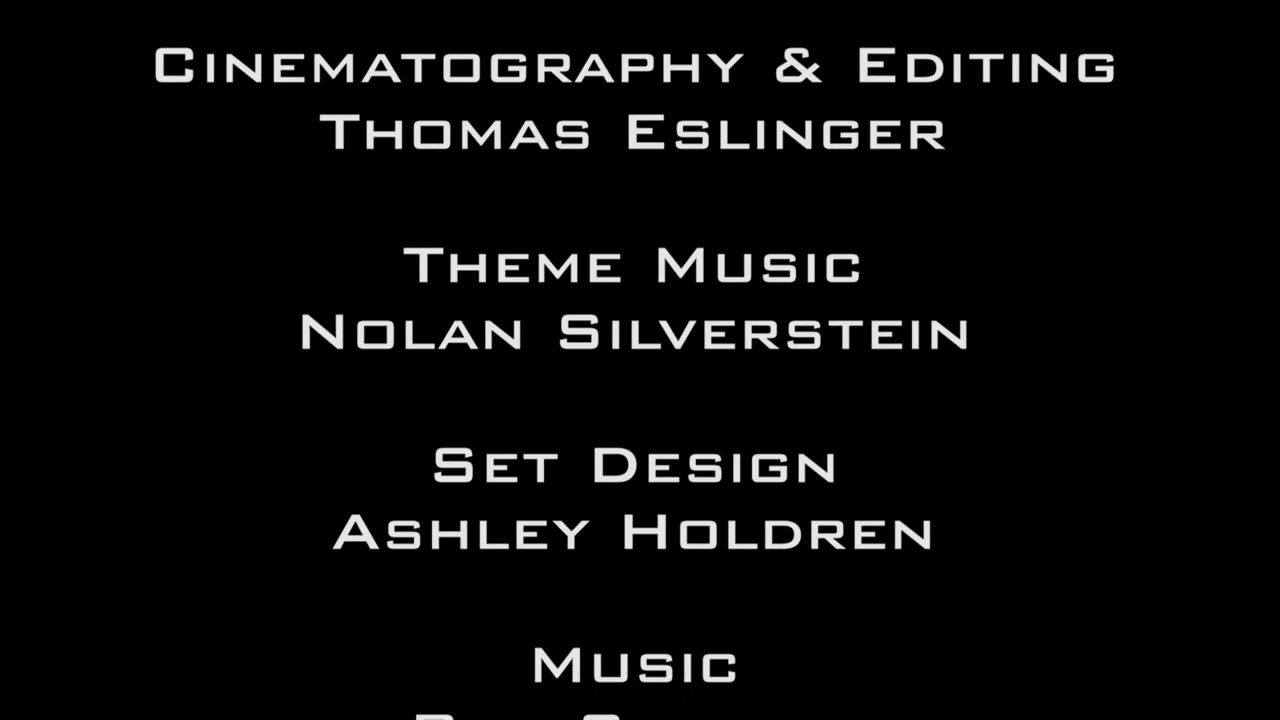 Cinematography & Editing
Thomas Eslinger
Theme Music
Nolan Silverstein
Set Design
Ashley Holdren
Music